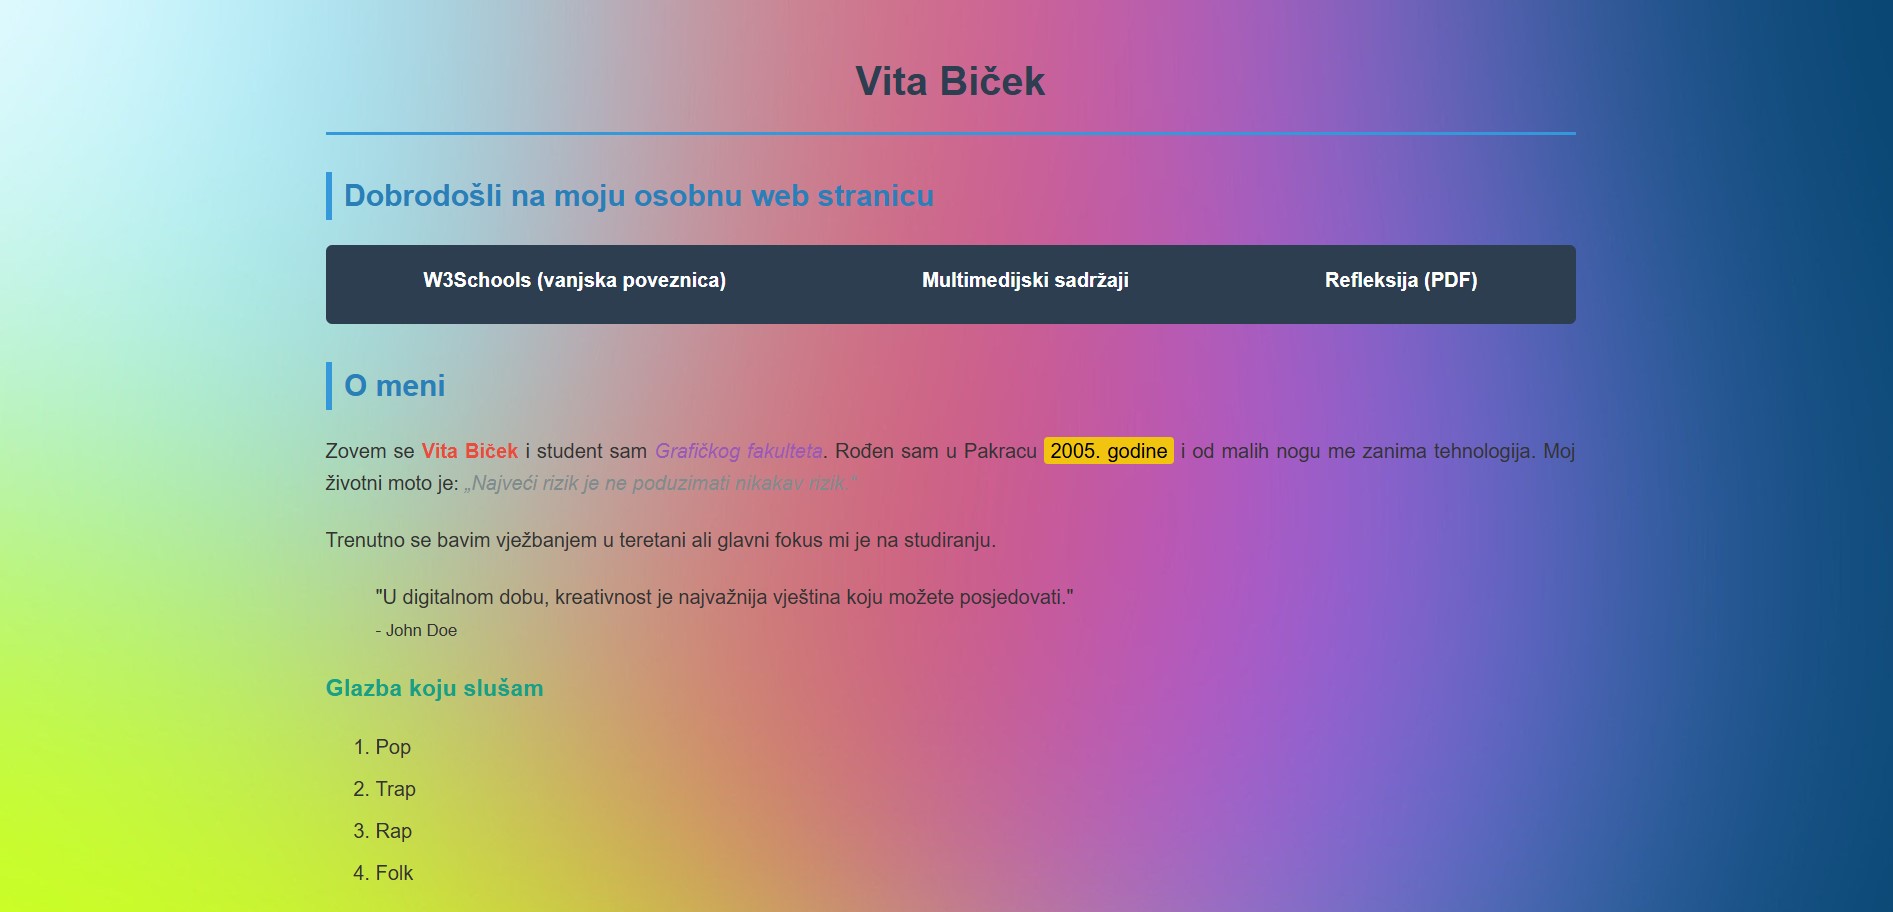 Vita Biček
Dobrodošli na moju osobnu web stranicu
W3Schools (vanjska poveznica) Multimedijski sadržaji Refleksija (PDF)
O meni
Zovem se Vita Biček i student sam Grafičkog fakulteta. Rođen sam u Pakracu 2005. godine i od malih nogu me zanima tehnologija. Moj
životni moto je: „Najveći rizik je ne poduzimati nikakav rizik.“
Trenutno se bavim vježbanjem u teretani ali glavni fokus mi je na studiranju.
"U digitalnom dobu, kreativnost je najvažnija vještina koju možete posjedovati."
- John Doe
Glazba koju slušam
1. Pop
2. Trap
3. Rap
4. Folk